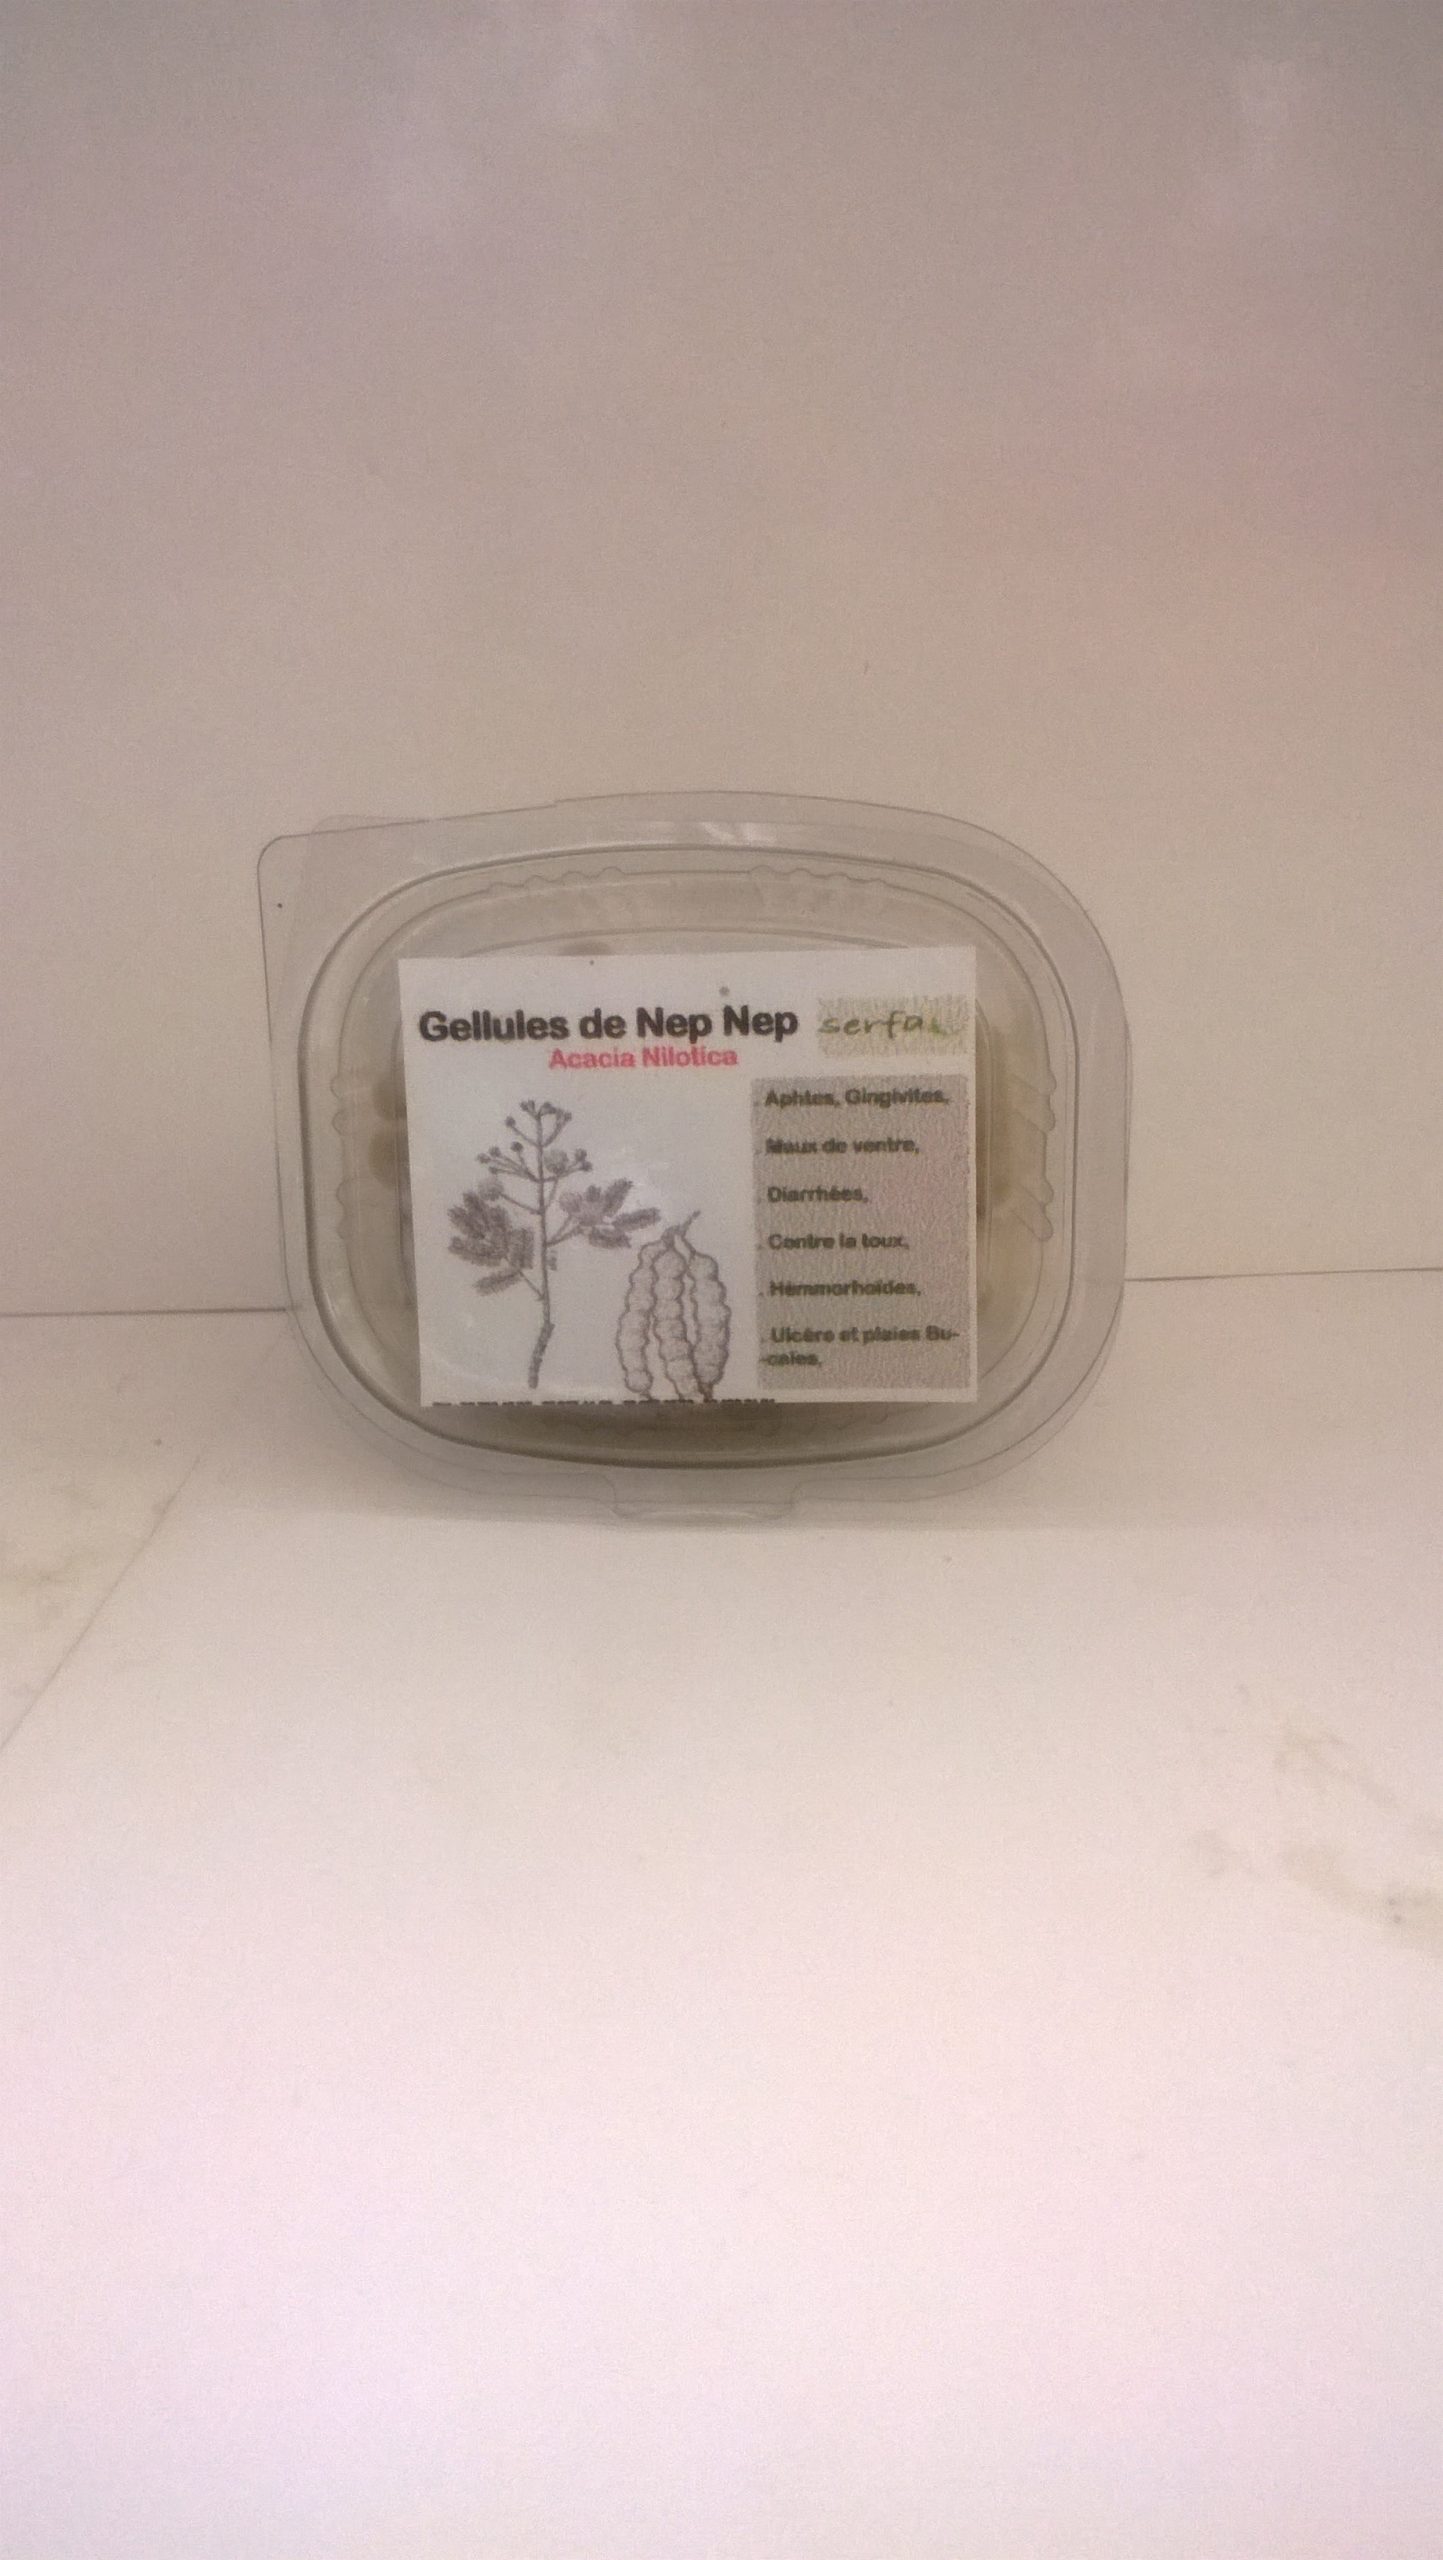 Gellules de Nep Nep
serfa
Acacia Nilotica
. Aphtes, Gingivites,
. Maux de ventre,
. Diarrhées,
. Contre la toux,
. Hémmorhoïdes,
. Ulcère et plaies Bu-
-cales,